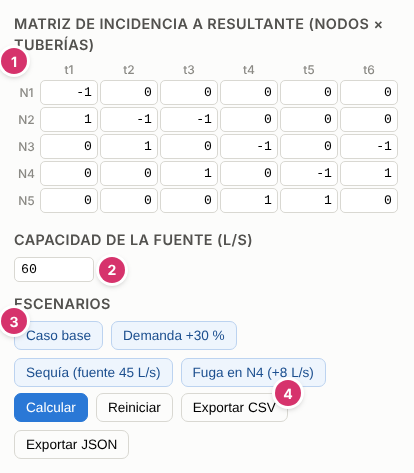 MATRIZ DE INCIDENCIA A RESULTANTE (NODOS ×
TUBERÍAS)
1
t1 t2 t3 t4 t5 t6
N1 -1 0 0 0 0 0
N2 1 -1 -1 0 0 0
N3 0 1 0 -1 0 -1
N4 0 0 1 0 -1 1
N5 0 0 0 1 1 0
CAPACIDAD DE LA FUENTE (L/S)
60 2
ESCENARIOS
3
Caso base Demanda +30 %
Sequía (fuente 45 L/s) Fuga en N4 (+8 L/s)
4
Calcular Reiniciar Exportar CSV
Exportar JSON